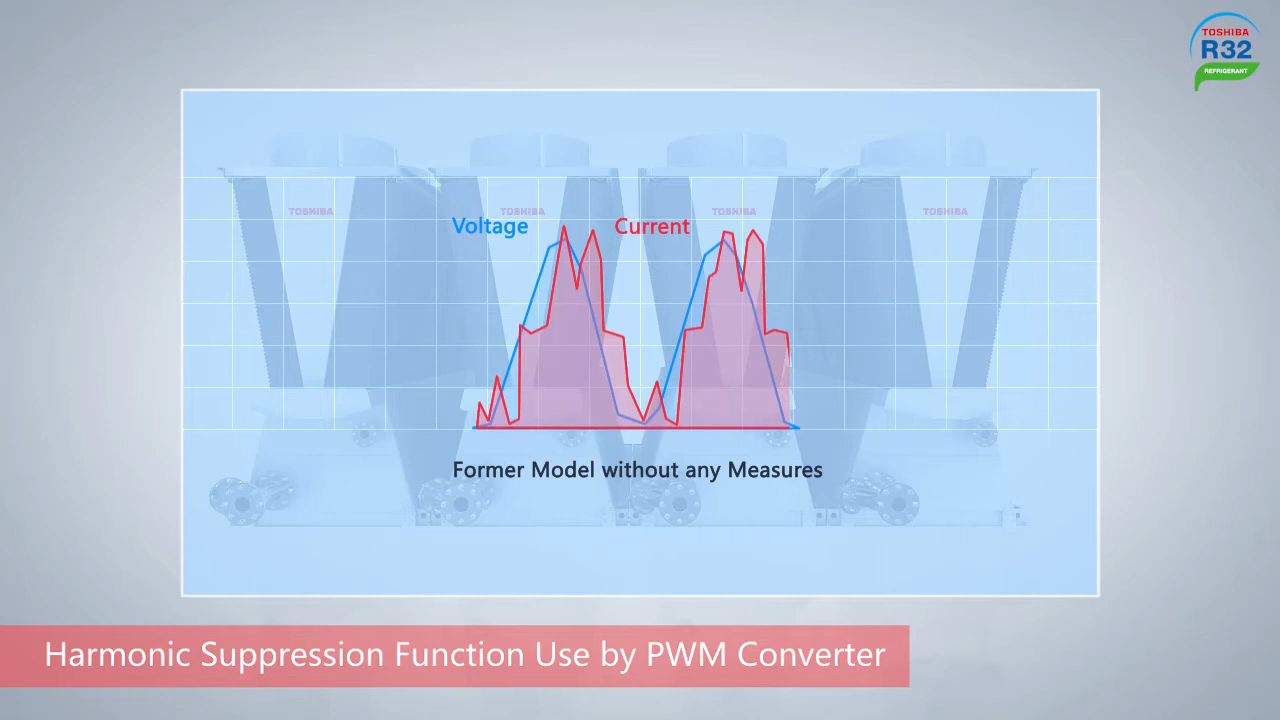 TOSHIBA
R32
REFRIGERANT
TOSHIBA TOSHIBA TOSHIBA TOSHIBA
Voltage Current
Former Model without any Measures
Harmonic Suppression Function Use by PWM Converter